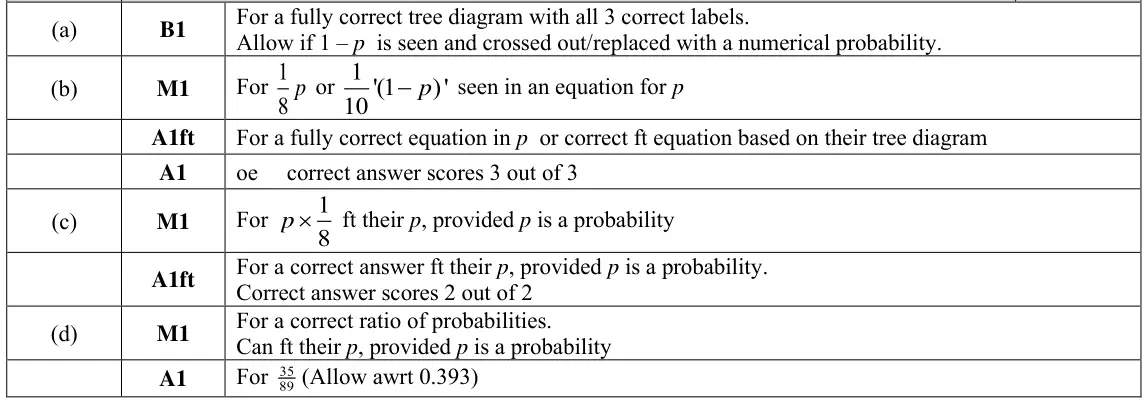 (a) B1 For a fully correct tree diagram with all 3 correct labels.
Allow if 1 – p is seen and crossed out/replaced with a numerical probability.
(b) M1 For 1/8 p or 1/10 '(1 – p)' seen in an equation for p
A1ft For a fully correct equation in p or correct ft equation based on their tree diagram
A1 oe correct answer scores 3 out of 3
(c) M1 For p × 1/8 ft their p, provided p is a probability
A1ft For a correct answer ft their p, provided p is a probability.
Correct answer scores 2 out of 2
(d) M1 For a correct ratio of probabilities.
Can ft their p, provided p is a probability
A1 For 35/89 (Allow awrt 0.393)